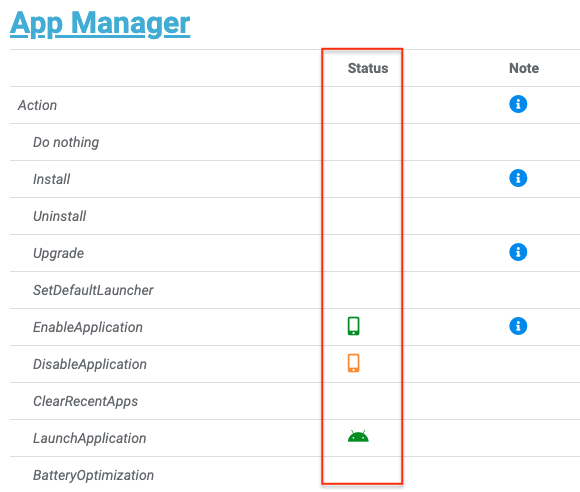 App Manager
Status Note
Action
Do nothing
Install
Uninstall
Upgrade
SetDefaultLauncher
EnableApplication
DisableApplication
ClearRecentApps
LaunchApplication
BatteryOptimization